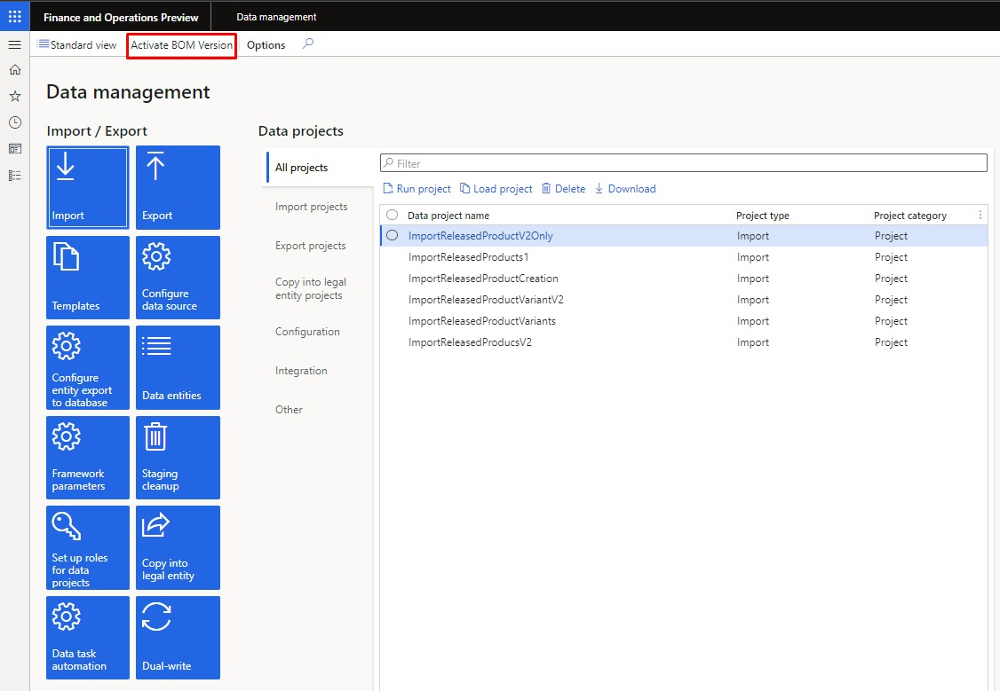 Finance and Operations Preview
Data management
Standard view
Activate BOM Version
Options
Data management
Import / Export
Import
Export
Templates
Configure
data source
Configure
entity export
to database
Data entities
Framework
parameters
Staging
cleanup
Set up roles
for data
projects
Copy into
legal entity
Data task
automation
Dual-write
Data projects
All projects
Import projects
Export projects
Copy into legal
entity projects
Configuration
Integration
Other
Filter
Run project
Load project
Delete
Download
Data project name Project type Project category
ImportReleasedProductV2Only Import Project
ImportReleasedProducts1 Import Project
ImportReleasedProductCreation Import Project
ImportReleasedProductVariantV2 Import Project
ImportReleasedProductVariants Import Project
ImportReleasedProducsV2 Import Project